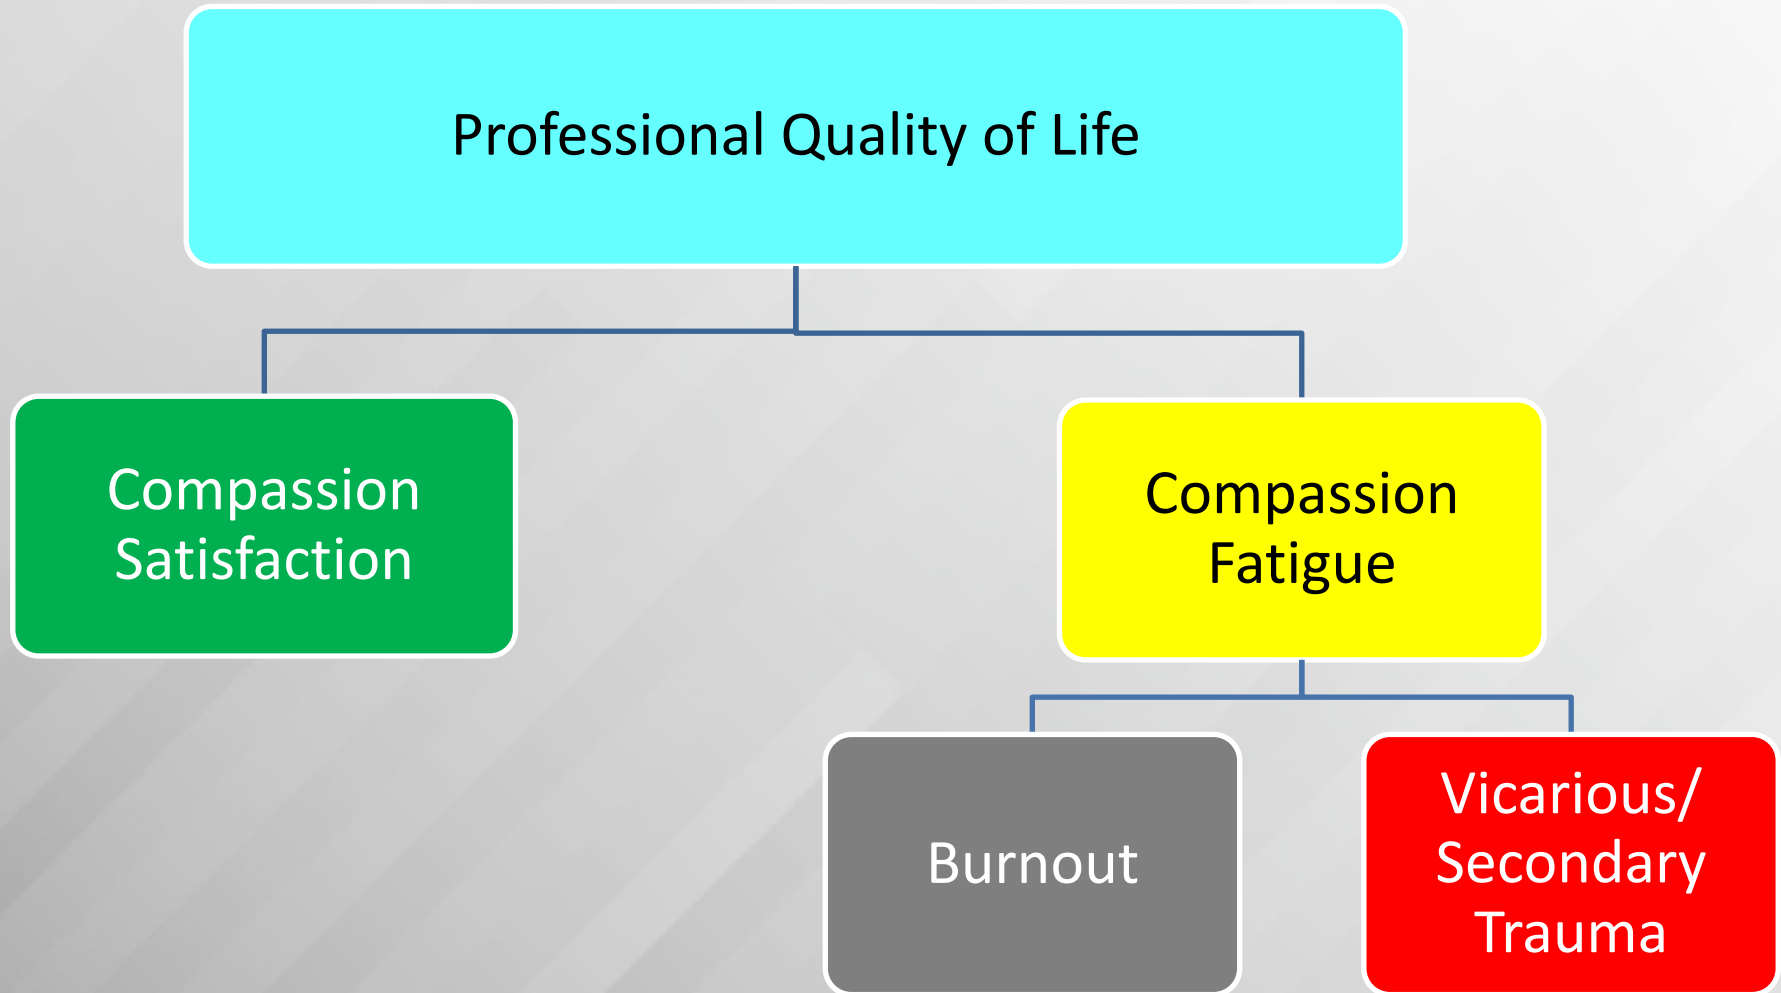 Professional Quality of Life
Compassion
Satisfaction
Compassion
Fatigue
Burnout
Vicarious/
Secondary
Trauma